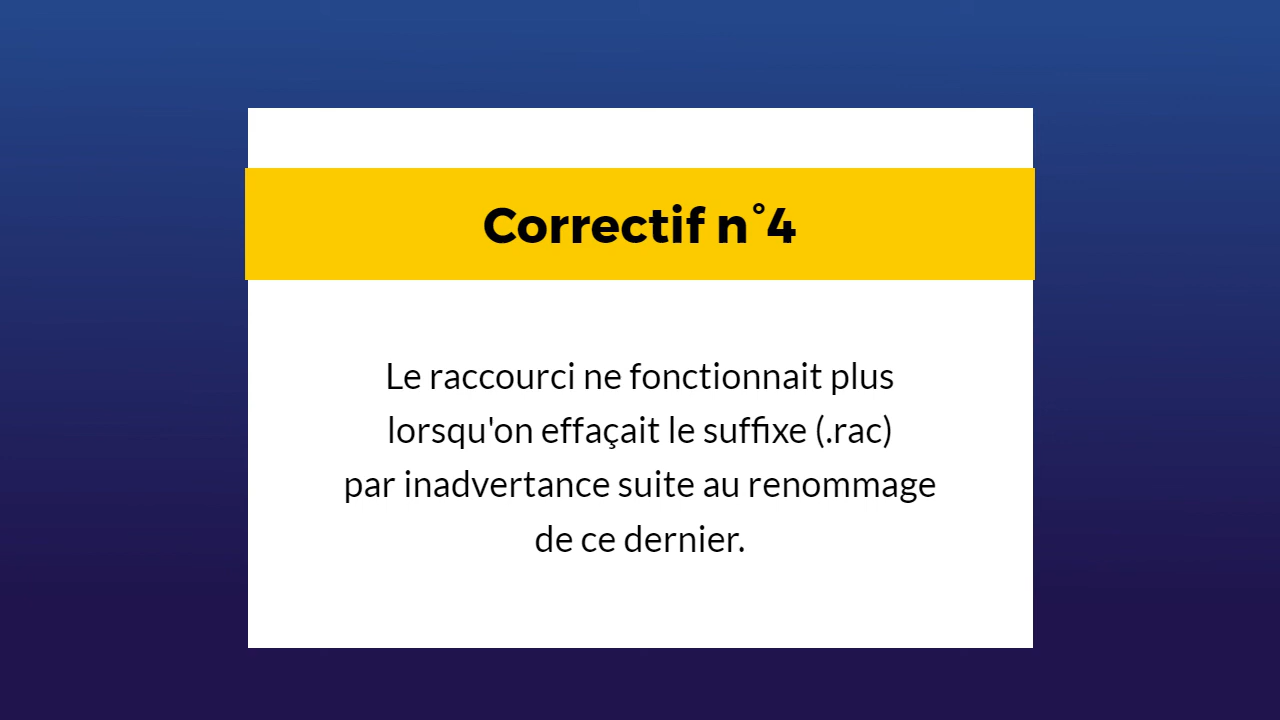 Correctif n°4
Le raccourci ne fonctionnait plus
lorsqu'on effaçait le suffixe (.rac)
par inadvertance suite au renommage
de ce dernier.